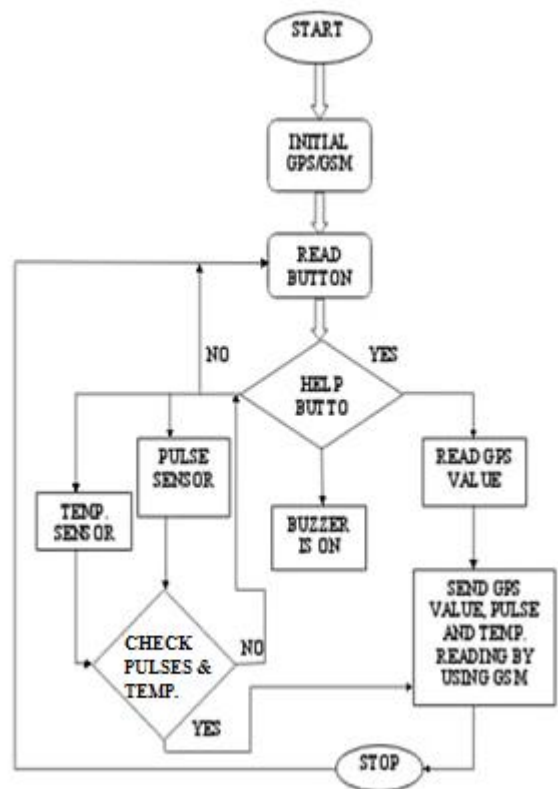 START
INITIAL
GPS/GSM
READ
BUTTON
NO
YES
HELP
BUTTO
PULSE
SENSOR
READ GPS
VALUE
TEMP.
SENSOR
BUZZER
IS ON
SEND GPS
VALUE, PULSE
AND TEMP.
READING BY
USING GSM
CHECK
PULSES &
TEMP.
NO
YES
STOP